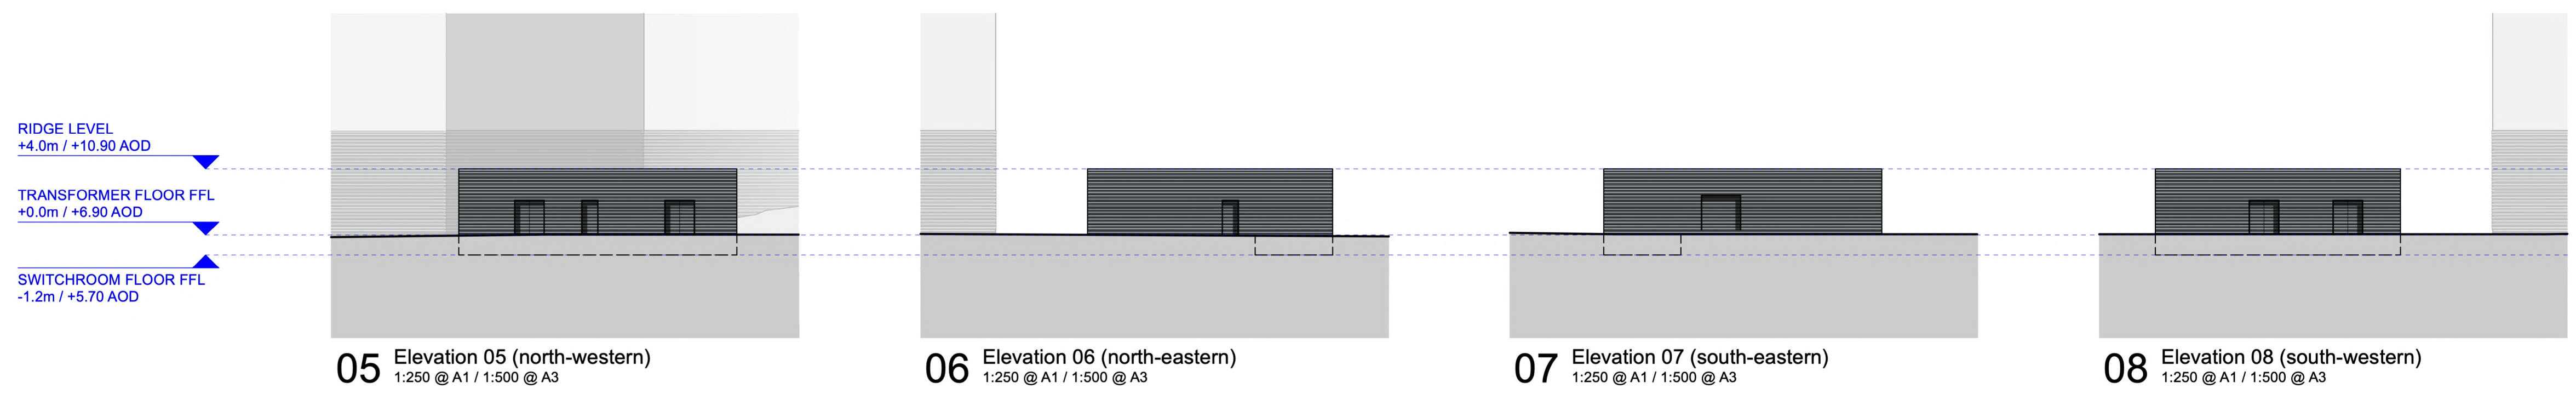 RIDGE LEVEL
+4.0m / +10.90 AOD
TRANSFORMER FLOOR FFL
+0.0m / +6.90 AOD
SWITCHROOM FLOOR FFL
-1.2m / +5.70 AOD
05 Elevation 05 (north-western)
1:250 @ A1 / 1:500 @ A3
06 Elevation 06 (north-eastern)
1:250 @ A1 / 1:500 @ A3
07 Elevation 07 (south-eastern)
1:250 @ A1 / 1:500 @ A3
08 Elevation 08 (south-western)
1:250 @ A1 / 1:500 @ A3